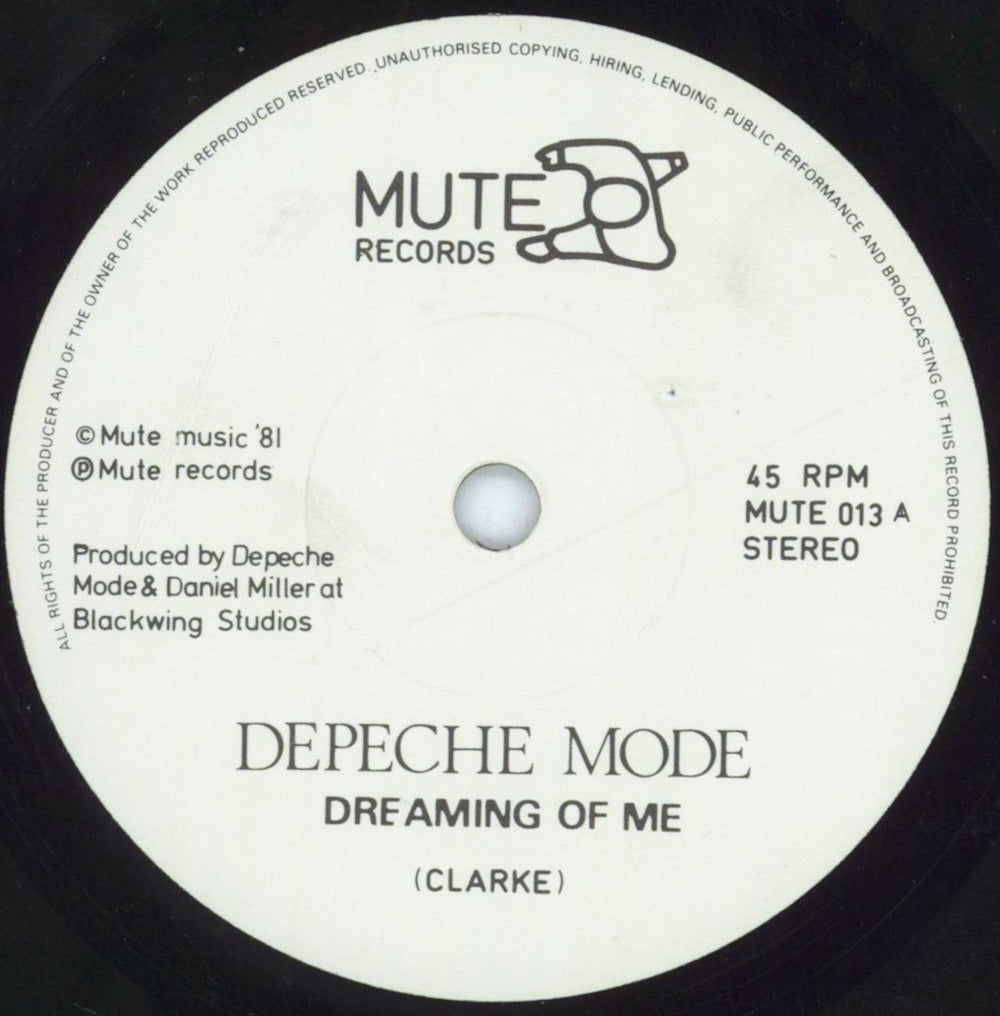 ALL RIGHTS OF THE PRODUCER AND OF THE OWNER OF THE WORK REPRODUCED RESERVED. UNAUTHORISED COPYING, HIRING, LENDING, PUBLIC PERFORMANCE AND BROADCASTING OF THIS RECORD PROHIBITED.
MUTE
RECORDS
© Mute music '81
℗ Mute records
Produced by Depeche
Mode & Daniel Miller at
Blackwing Studios
45 RPM
MUTE 013 A
STEREO
DEPECHE MODE
DREAMING OF ME
(CLARKE)